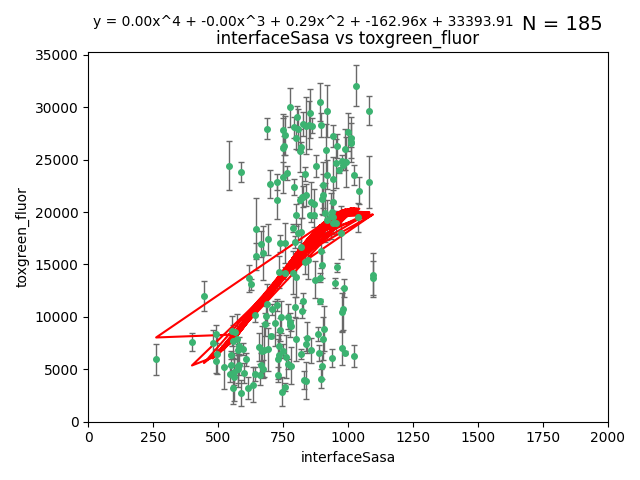 y = 0.00x^4 + -0.00x^3 + 0.29x^2 + -162.96x + 33393.91 N = 185
interfaceSasa vs toxgreen_fluor
35000
30000
25000
20000
15000
10000
5000
0
toxgreen_fluor
0 250 500 750 1000 1250 1500 1750 2000
interfaceSasa